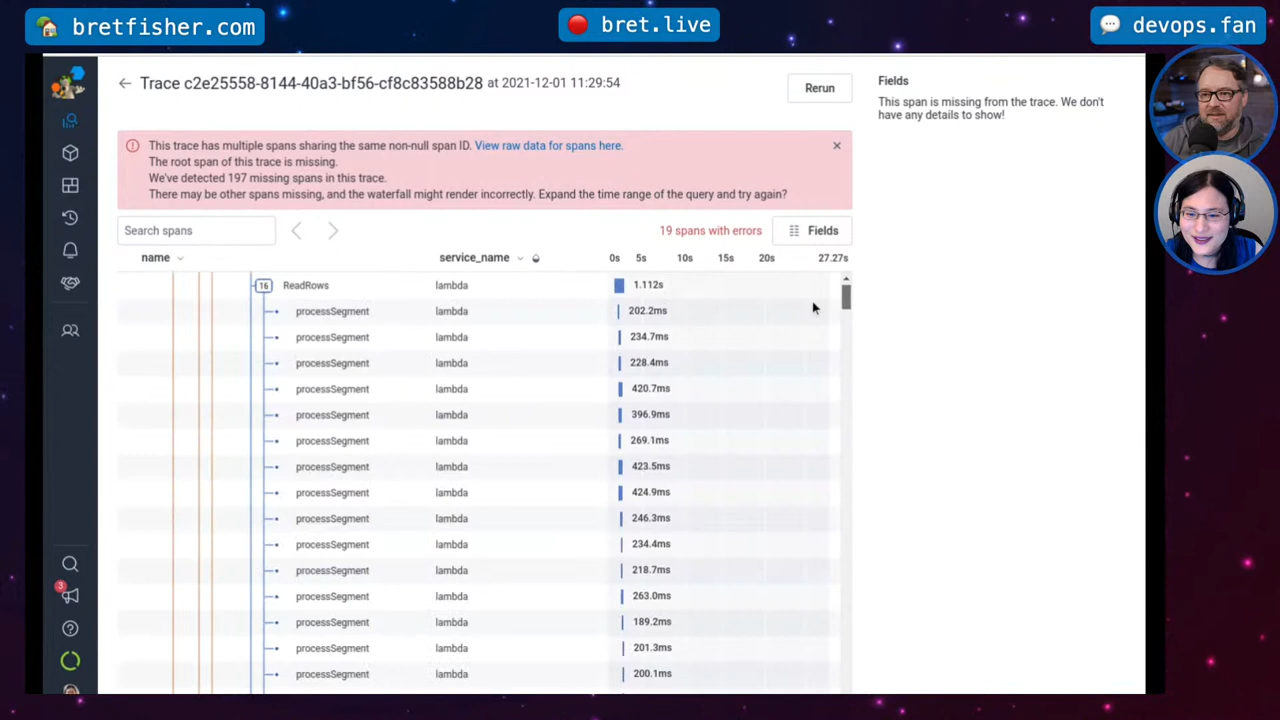 bretfisher.com
bret.live
devops.fan
Trace c2e25558-8144-40a3-bf56-cf8c83588b28 at 2021-12-01 11:29:54
Rerun
Fields
This span is missing from the trace. We don't
have any details to show!
This trace has multiple spans sharing the same non-null span ID. View raw data for spans here.
The root span of this trace is missing.
We've detected 197 missing spans in this trace.
There may be other spans missing, and the waterfall might render incorrectly. Expand the time range of the query and try again?
Search spans
19 spans with errors
Fields
name service_name 0s 5s 10s 15s 20s 27.27s
16 ReadRows lambda 1.112s
processSegment lambda 202.2ms
processSegment lambda 234.7ms
processSegment lambda 228.4ms
processSegment lambda 420.7ms
processSegment lambda 396.9ms
processSegment lambda 269.1ms
processSegment lambda 423.5ms
processSegment lambda 424.9ms
processSegment lambda 246.3ms
processSegment lambda 234.4ms
processSegment lambda 218.7ms
processSegment lambda 263.0ms
processSegment lambda 189.2ms
processSegment lambda 201.3ms
processSegment lambda 200.1ms
3